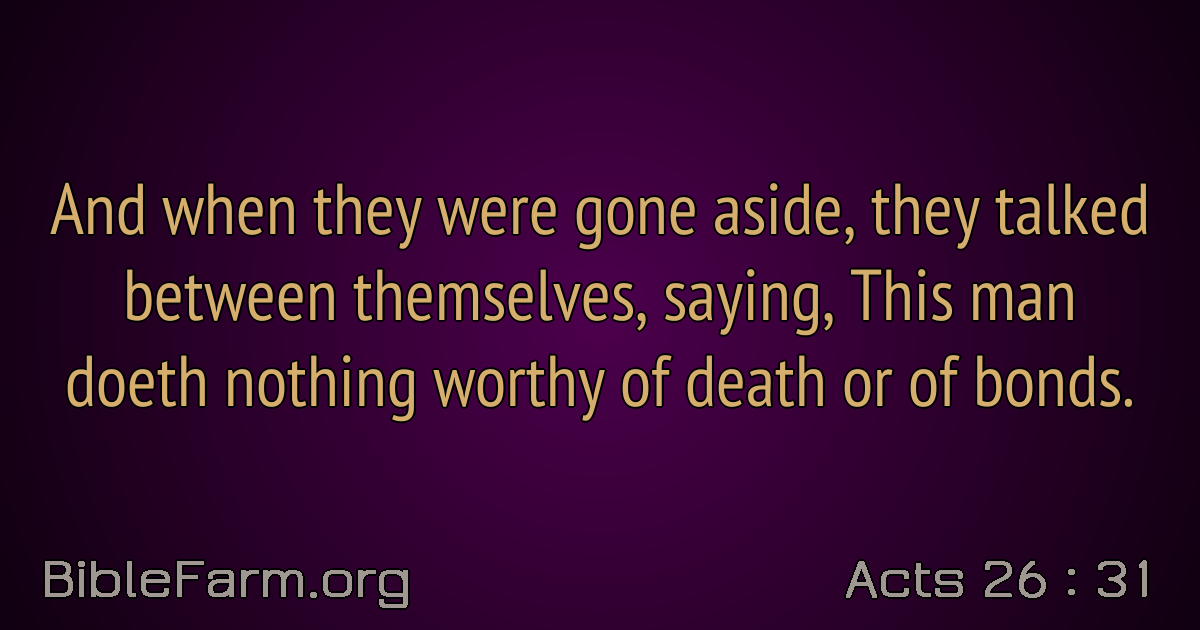 And when they were gone aside, they talked
between themselves, saying, This man
doeth nothing worthy of death or of bonds.
BibleFarm.org
Acts 26 : 31